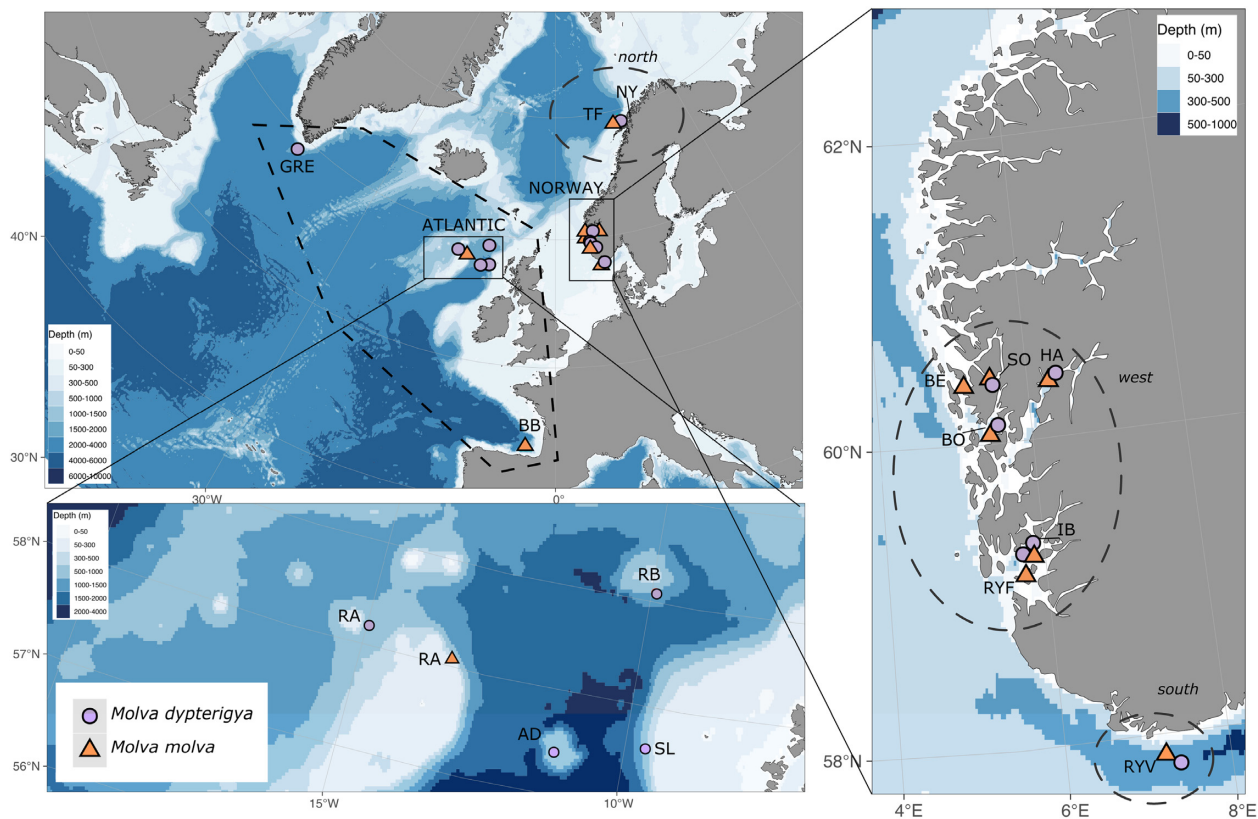 north
NY
TF
GRE
NORWAY
ATLANTIC
BB
40°N
30°N
30°W
0°
Depth (m)
0-50
50-300
300-500
500-1000
1000-1500
1500-2000
2000-4000
4000-6000
6000-10000
Depth (m)
0-50
50-300
300-500
500-1000
1000-1500
1500-2000
2000-4000
58°N
57°N
56°N
RB
RA
RA
AD
SL
Molva dypterigya
Molva molva
15°W
10°W
Depth (m)
0-50
50-300
300-500
500-1000
62°N
60°N
58°N
SO
HA
BE
west
BO
IB
RYF
south
RYV
4°E
6°E
8°E